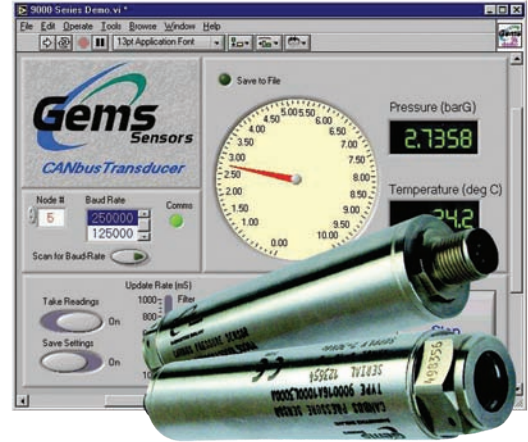 9000 Series Demo.vi *
File Edit Operate Tools Browse Window Help
13pt Application Font
Gems
Sensors
CANbus Transducer
Save to File
4.50 5.00 5.50
4.00 6.00
3.50 6.50
3.00 7.00
2.50 7.50
2.00 8.00
1.50 8.50
1.00 9.00
9.50
0.00 10.00
Pressure (barG)
2.7358
Temperature (deg C)
24.2
Node #
5
Baud Rate
250000
125000
Comms
Scan for Baud-Rate
Update Rate (mS)
Take Readings
On
1000
Filter
800
Save Settings
On
Stop
CANBUS PRESSURE SENSOR
TYPE
SERIAL 123654
498356